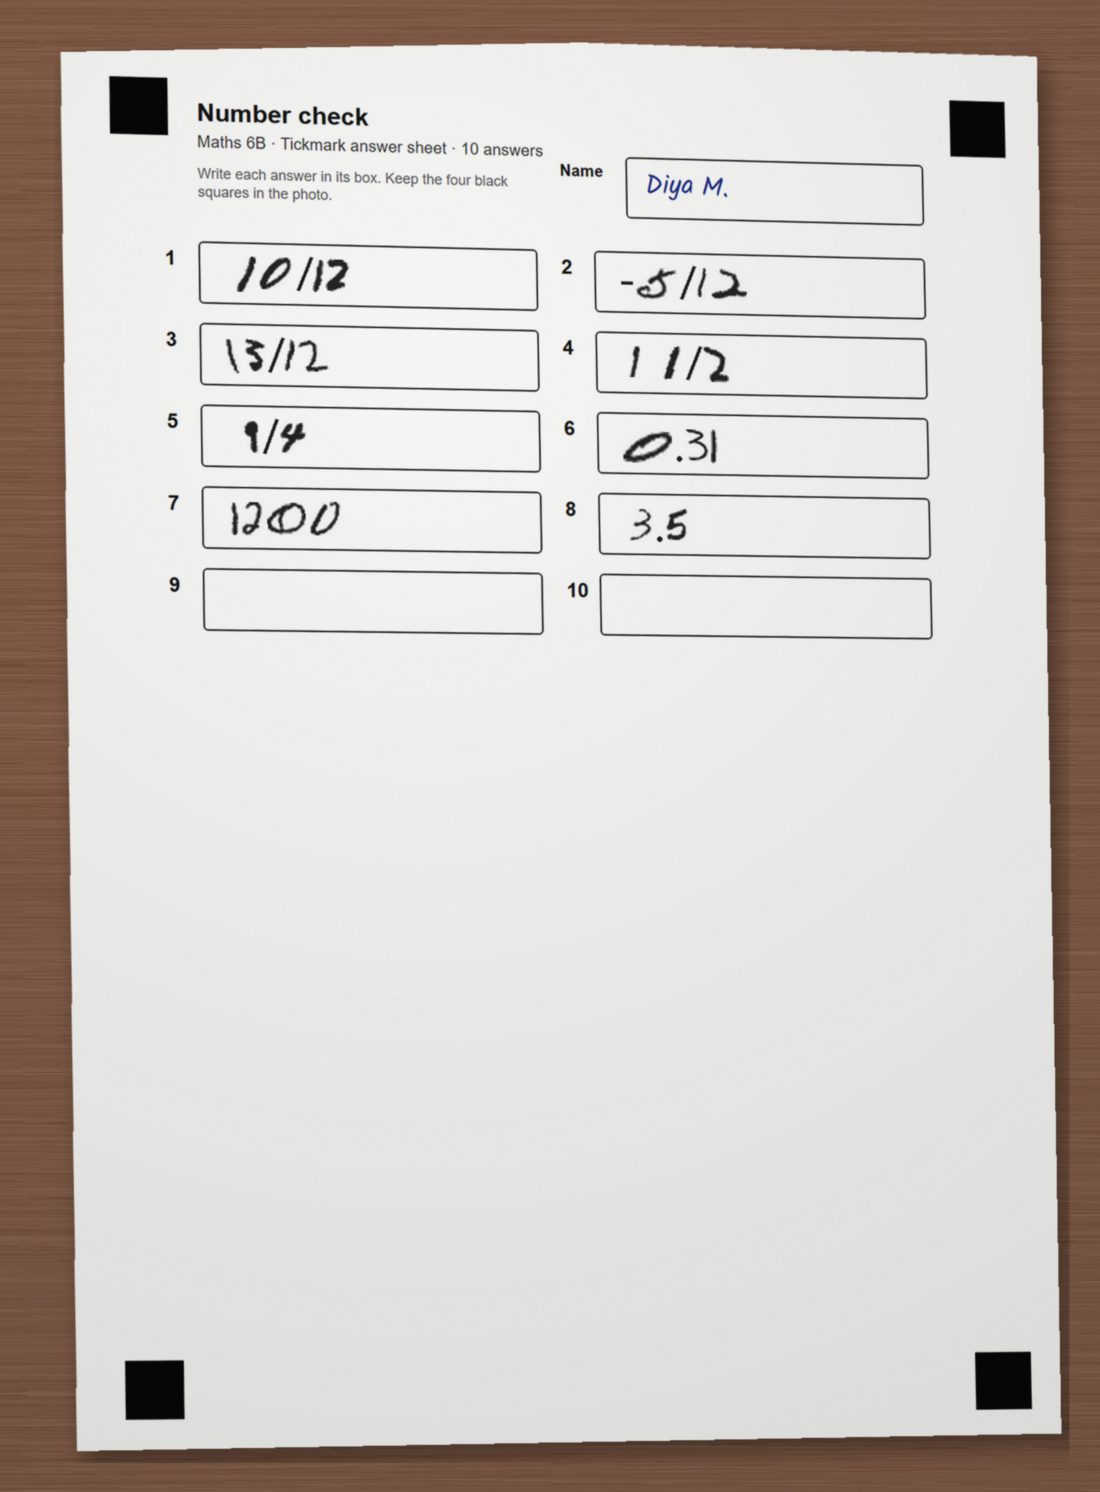 Number check
Maths 6B · Tickmark answer sheet · 10 answers
Write each answer in its box. Keep the four black
squares in the photo.
Name Diya M.
1 10/12
2 -5/12
3 13/12
4 1 1/2
5 9/4
6 0.31
7 1200
8 3.5
9
10